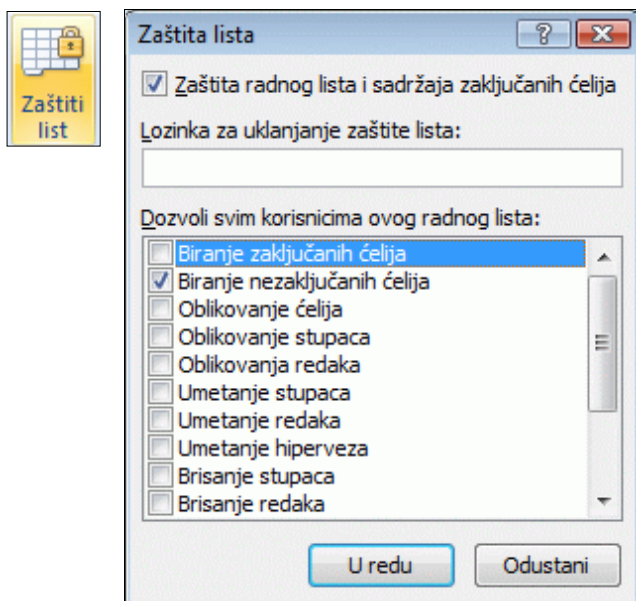 Zaštiti
list
Zaštita lista
Zaštita radnog lista i sadržaja zaključanih ćelija
Lozinka za uklanjanje zaštite lista:
Dozvoli svim korisnicima ovog radnog lista:
Biranje zaključanih ćelija
Biranje nezaključanih ćelija
Oblikovanje ćelija
Oblikovanje stupaca
Oblikovanja redaka
Umetanje stupaca
Umetanje redaka
Umetanje hiperveza
Brisanje stupaca
Brisanje redaka
U redu
Odustani